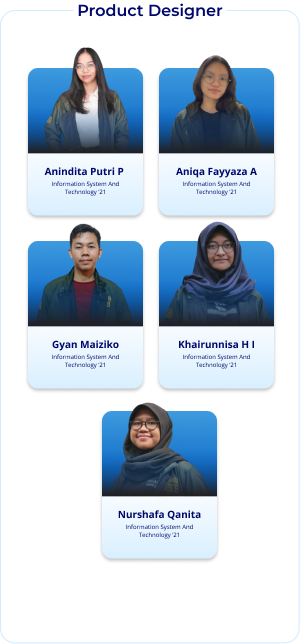 Product Designer
Anindita Putri P
Information System And
Technology '21
Aniqa Fayyaza A
Information System And
Technology '21
Gyan Maiziko
Information System And
Technology '21
Khairunnisa H I
Information System And
Technology '21
Nurshafa Qanita
Information System And
Technology '21